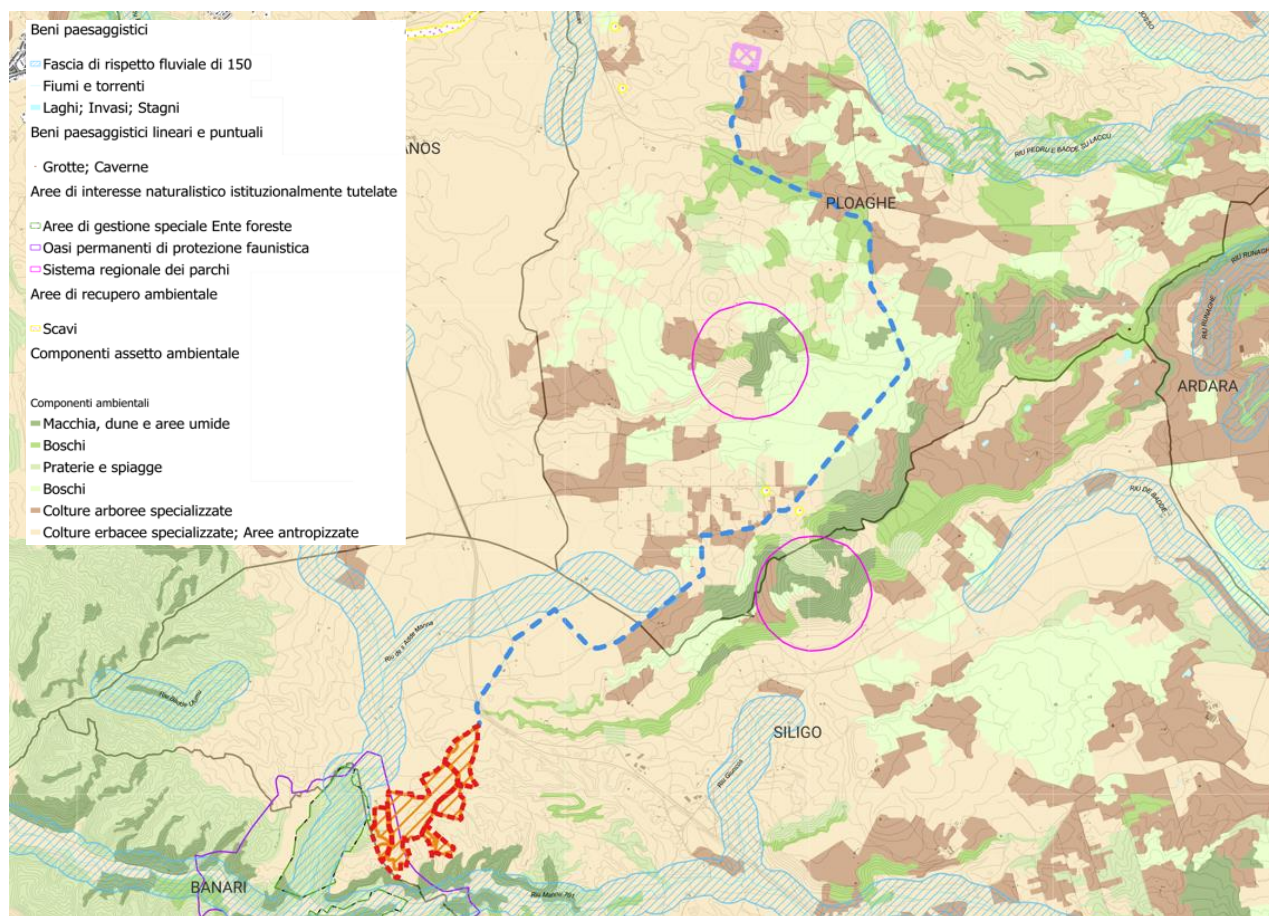 Beni paesaggistici
Fascia di rispetto fluviale di 150
Fiumi e torrenti
Laghi; Invasi; Stagni
Beni paesaggistici lineari e puntuali
Grotte; Caverne
Aree di interesse naturalistico istituzionalmente tutelate
Aree di gestione speciale Ente foreste
Oasi permanenti di protezione faunistica
Sistema regionale dei parchi
Aree di recupero ambientale
Scavi
Componenti assetto ambientale
Componenti ambientali
Macchia, dune e aree umide
Boschi
Praterie e spiagge
Boschi
Colture arboree specializzate
Colture erbacee specializzate; Aree antropizzate
ANOS
RIU PEDRU E BADDE SU LACCU
PLOAGHE
RIU RUNAGHE
ARDARA
RIU DE BADDE
SILIGO
Riu Giuncos
BANARI